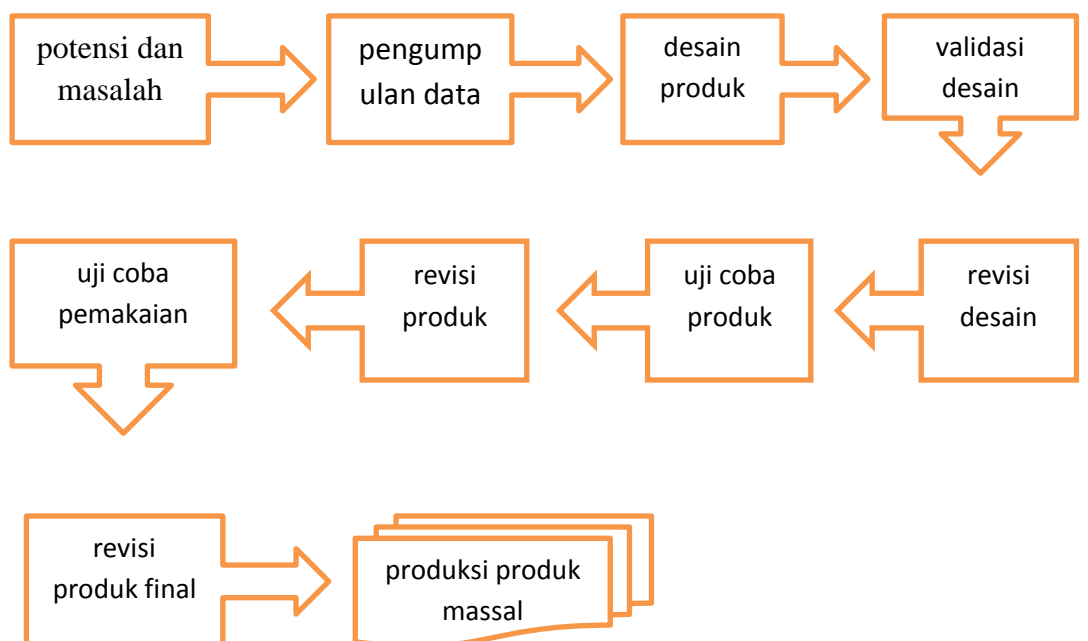 potensi dan
masalah
pengump
ulan data
desain
produk
validasi
desain
revisi
desain
uji coba
produk
revisi
produk
uji coba
pemakaian
revisi
produk final
produksi produk
massal